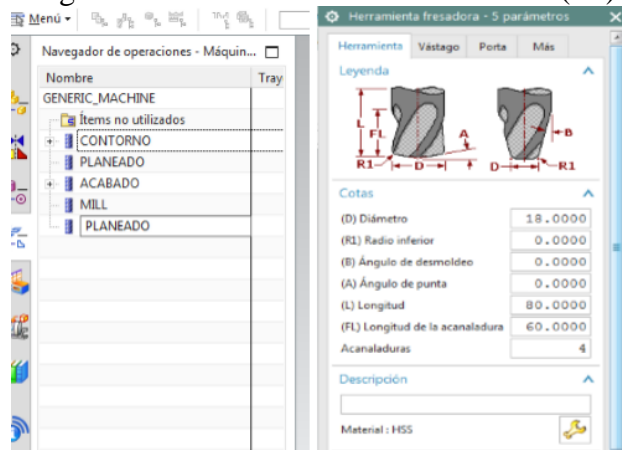 Menú
Navegador de operaciones - Máquin...
Nombre
Tray
GENERIC_MACHINE
Ítems no utilizados
CONTORNO
PLANEADO
ACABADO
MILL
PLANEADO
Herramienta fresadora - 5 parámetros
Herramienta Vástago Porta Más
Leyenda
L
FL
A
B
R1
D
D
R1
Cotas
(D) Diámetro 18.0000
(R1) Radio inferior 0.0000
(B) Ángulo de desmoldeo 0.0000
(A) Ángulo de punta 0.0000
(L) Longitud 80.0000
(FL) Longitud de la acanaladura 60.0000
Acanaladuras 4
Descripción
Material : HSS